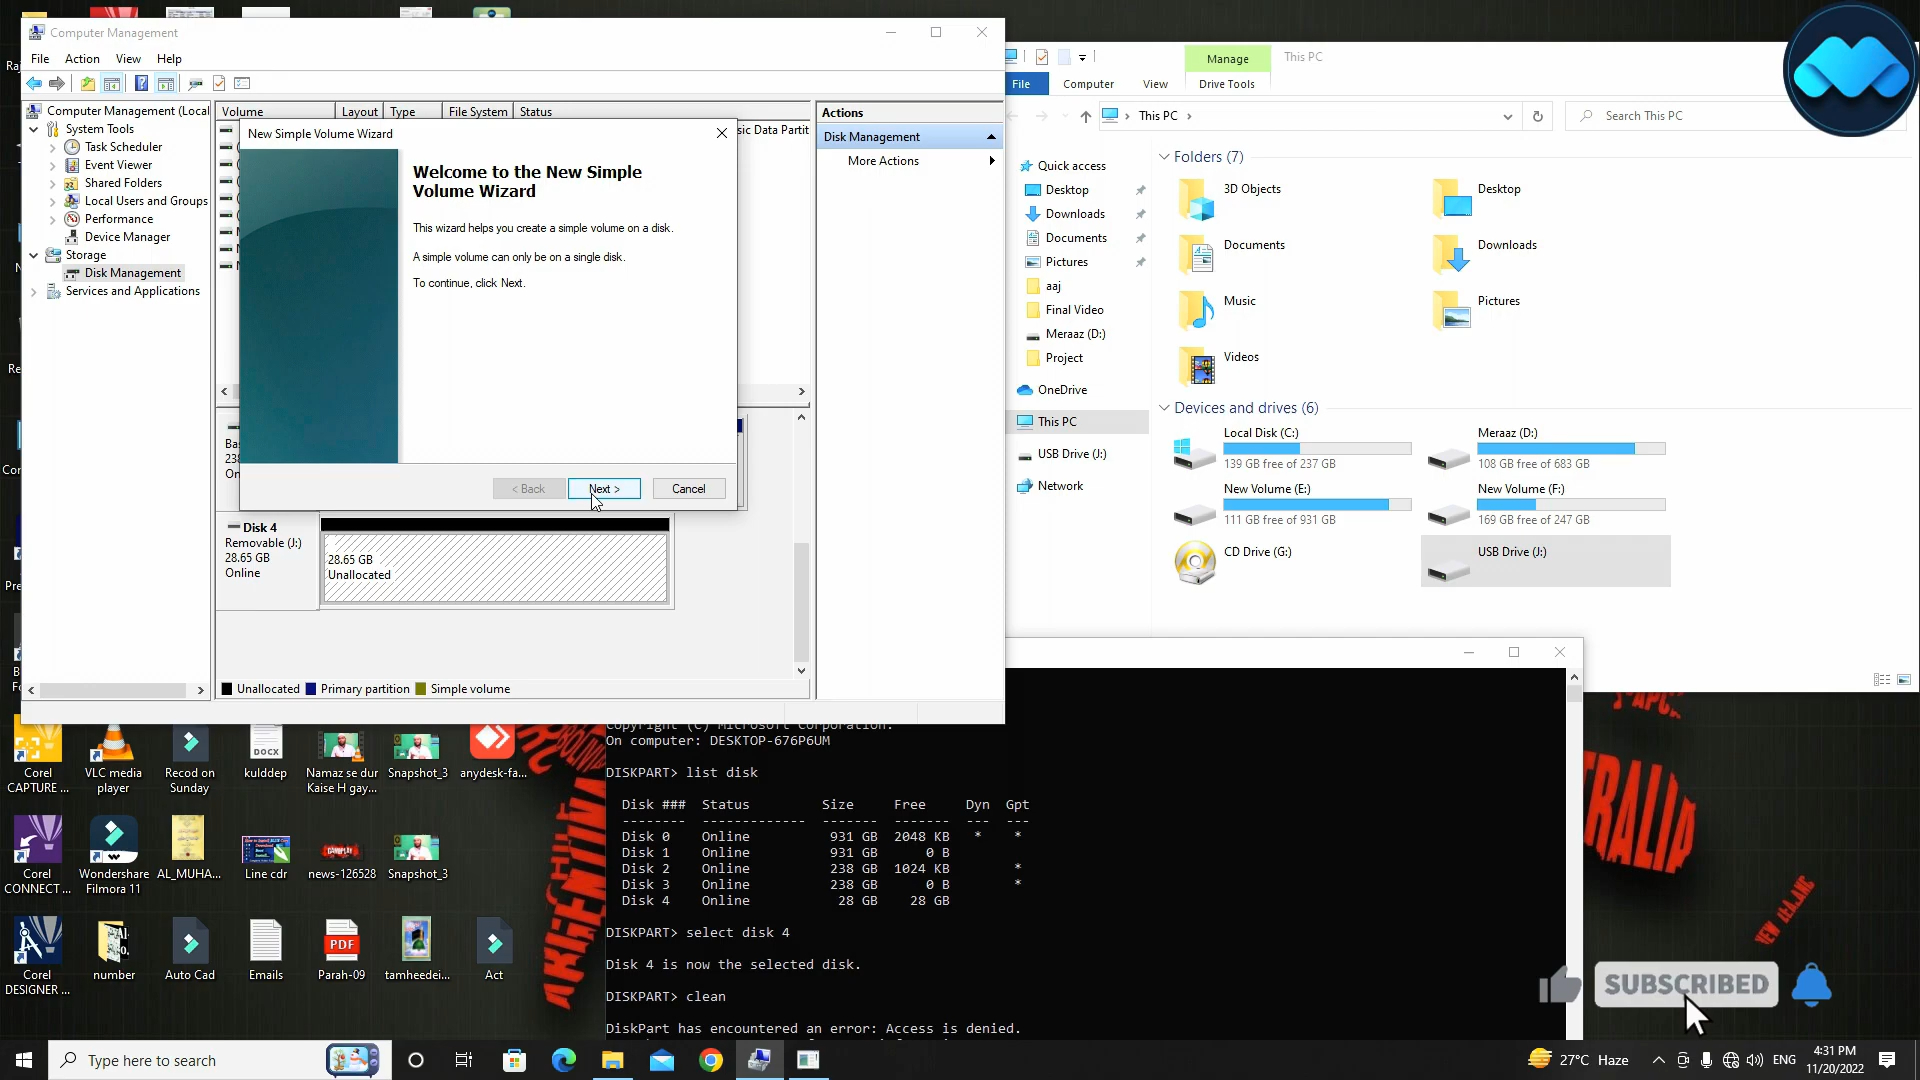 Computer Management
File Action View Help
Computer Management (Local
System Tools
Task Scheduler
Event Viewer
Shared Folders
Local Users and Groups
Performance
Device Manager
Storage
Disk Management
Services and Applications
Volume Layout Type File System Status
sic Data Partit
New Simple Volume Wizard
Welcome to the New Simple
Volume Wizard
This wizard helps you create a simple volume on a disk.
A simple volume can only be on a single disk.
To continue, click Next.
< Back Next > Cancel
Actions
Disk Management
More Actions
Ba
238
On
Disk 4
Removable (J:)
28.65 GB
Online
28.65 GB
Unallocated
Unallocated Primary partition Simple volume
Manage This PC
File Computer View Drive Tools
This PC
Search This PC
Quick access
Desktop
Downloads
Documents
Pictures
aaj
Final Video
Meraaz (D:)
Project
OneDrive
This PC
USB Drive (J:)
Network
Folders (7)
3D Objects
Desktop
Documents
Downloads
Music
Pictures
Videos
Devices and drives (6)
Local Disk (C:)
139 GB free of 237 GB
Meraaz (D:)
108 GB free of 683 GB
New Volume (E:)
111 GB free of 931 GB
New Volume (F:)
169 GB free of 247 GB
CD Drive (G:)
USB Drive (J:)
Copyright (C) Microsoft Corporation.
On computer: DESKTOP-676P6UM
DISKPART> list disk
Disk ### Status Size Free Dyn Gpt
-------- ------------- ------- ------- --- ---
Disk 0 Online 931 GB 2048 KB * *
Disk 1 Online 931 GB 0 B
Disk 2 Online 238 GB 1024 KB *
Disk 3 Online 238 GB 0 B *
Disk 4 Online 28 GB 28 GB
DISKPART> select disk 4
Disk 4 is now the selected disk.
DISKPART> clean
DiskPart has encountered an error: Access is denied.
Corel
CAPTURE ...
VLC media
player
Recod on
Sunday
kulddep
Namaz se dur
Kaise H gay...
Snapshot_3
anydesk-fa...
Corel
CONNECT ...
Wondershare
Filmora 11
AL_MUHA...
Line cdr
news-126528
Snapshot_3
Corel
DESIGNER ...
number
Auto Cad
Emails
Parah-09
tamheedei...
Act
DOCX
PDF
ARGENTINA
TRALIA
SUBSCRIBED
Type here to search
27°C Haze
ENG
4:31 PM
11/20/2022